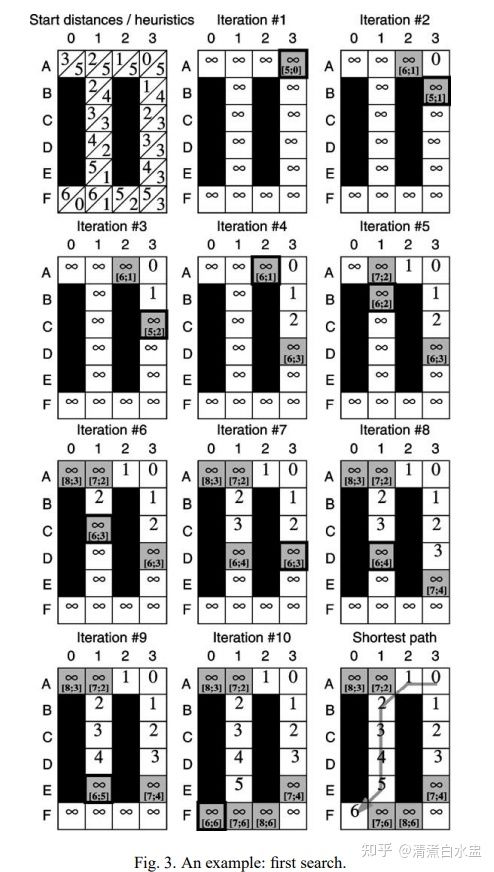 Start distances / heuristics
0 1 2 3
A 3/5 2/5 1/5 0/5
B 2/4 1/4
C 3/3 2/3
D 4/2 3/3
E 5/1 4/3
F 6/0 6/1 5/2 5/3
Iteration #1
0 1 2 3
A ∞ ∞ ∞ ∞
[5;0]
B ∞ ∞
C ∞ ∞
D ∞ ∞
E ∞ ∞
F ∞ ∞ ∞ ∞
Iteration #2
0 1 2 3
A ∞ ∞ ∞ 0
[6;1]
B ∞ ∞
[5;1]
C ∞ ∞
D ∞ ∞
E ∞ ∞
F ∞ ∞ ∞ ∞
Iteration #3
0 1 2 3
A ∞ ∞ ∞ 0
[6;1]
B ∞ 1
C ∞ ∞
[5;2]
D ∞ ∞
E ∞ ∞
F ∞ ∞ ∞ ∞
Iteration #4
0 1 2 3
A ∞ ∞ ∞ 0
[6;1]
B ∞ 1
C ∞ 2
D ∞ ∞
[6;3]
E ∞ ∞
F ∞ ∞ ∞ ∞
Iteration #5
0 1 2 3
A ∞ ∞ 1 0
[7;2]
B ∞ 1
[6;2]
C ∞ 2
D ∞ ∞
[6;3]
E ∞ ∞
F ∞ ∞ ∞ ∞
Iteration #6
0 1 2 3
A ∞ ∞ 1 0
[8;3] [7;2]
B 2 1
C ∞ 2
[6;3]
D ∞ ∞
[6;3]
E ∞ ∞
F ∞ ∞ ∞ ∞
Iteration #7
0 1 2 3
A ∞ ∞ 1 0
[8;3] [7;2]
B 2 1
C 3 2
D ∞ ∞
[6;4] [6;3]
E ∞ ∞
F ∞ ∞ ∞ ∞
Iteration #8
0 1 2 3
A ∞ ∞ 1 0
[8;3] [7;2]
B 2 1
C 3 2
D ∞ 3
[6;4]
E ∞ ∞
[7;4]
F ∞ ∞ ∞ ∞
Iteration #9
0 1 2 3
A ∞ ∞ 1 0
[8;3] [7;2]
B 2 1
C 3 2
D 4 3
E ∞ ∞
[6;5] [7;4]
F ∞ ∞ ∞ ∞
Iteration #10
0 1 2 3
A ∞ ∞ 1 0
[8;3] [7;2]
B 2 1
C 3 2
D 4 3
E 5 ∞
[7;4]
F ∞ ∞ ∞ ∞
[6;6] [7;6] [8;6]
Shortest path
0 1 2 3
A ∞ ∞ 1 0
[8;3] [7;2]
B 2 1
C 3 2
D 4 3
E 5 ∞
[7;4]
F 6 ∞ ∞ ∞
[7;6] [8;6]
知乎 @清煮白水盅
Fig. 3. An example: first search.